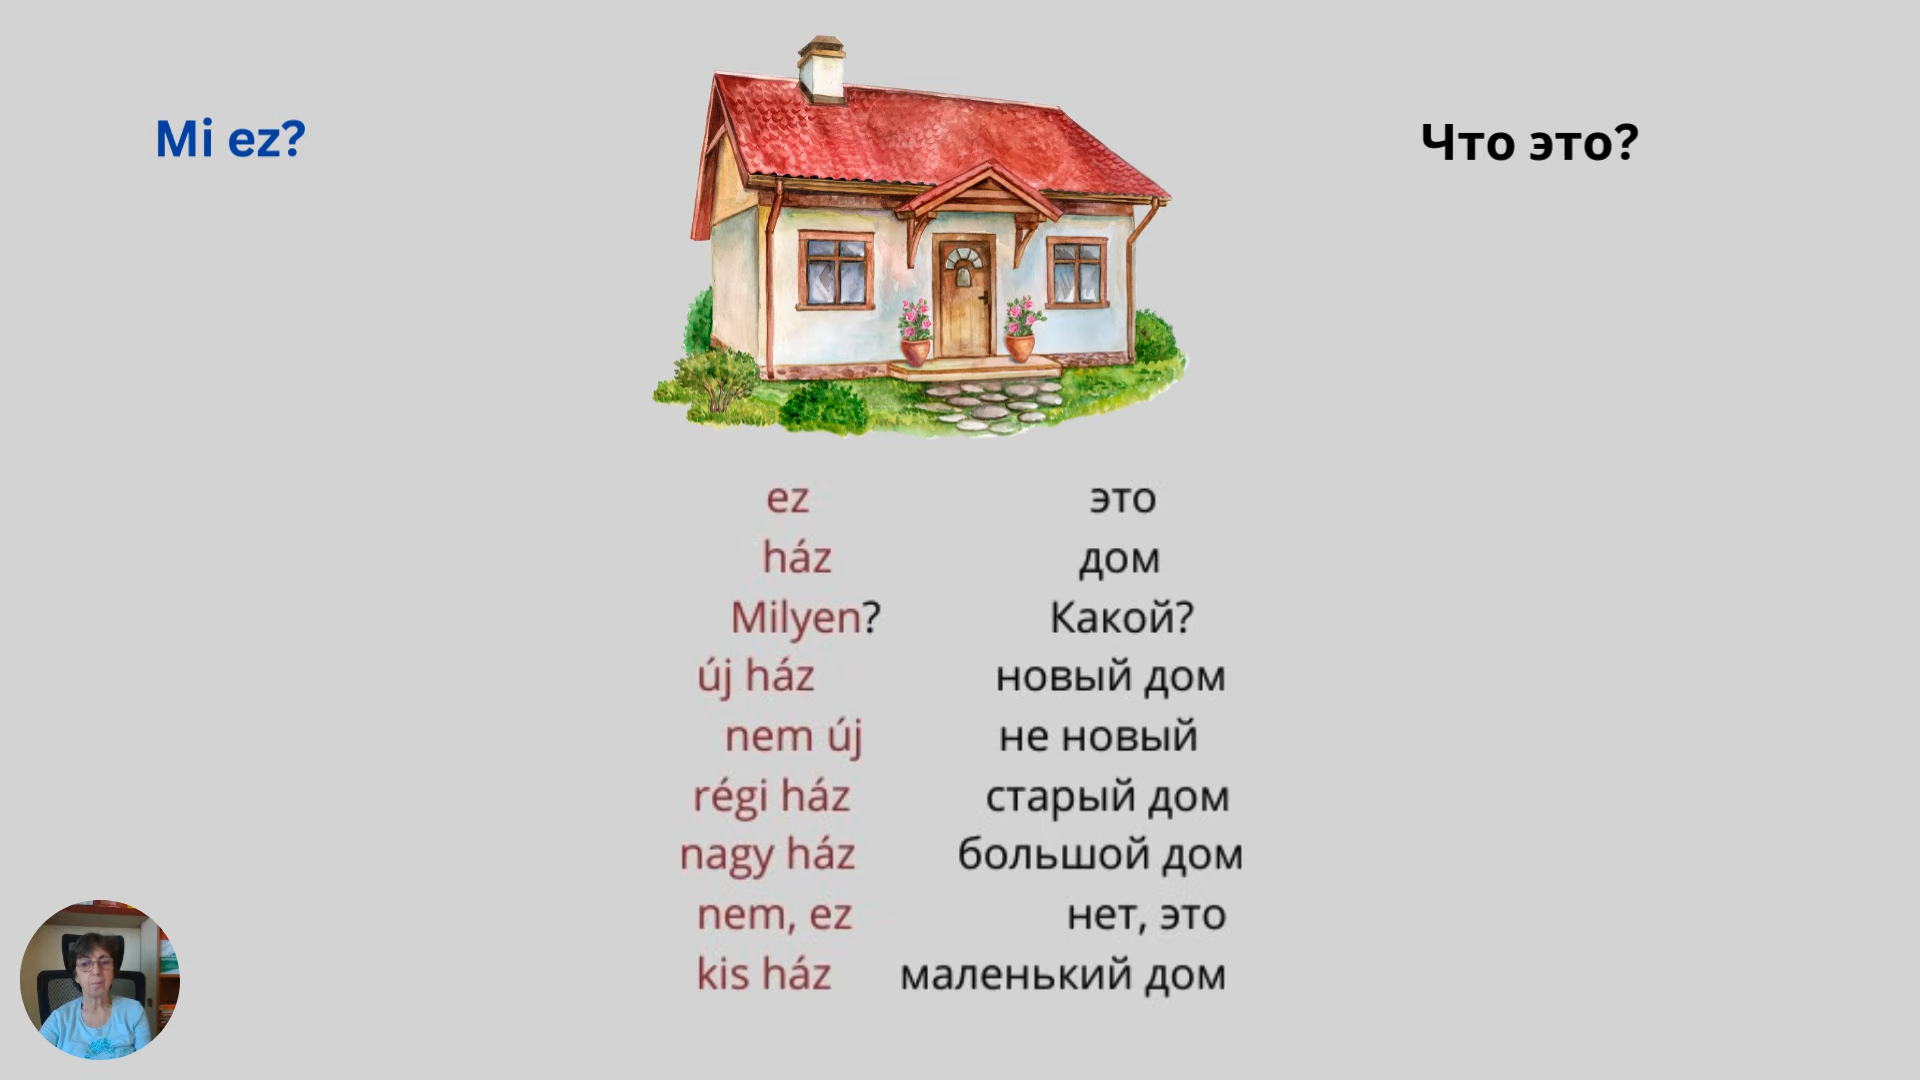 Mi ez?
Что это?
ez это
ház дом
Milyen? Какой?
új ház новый дом
nem új не новый
régi ház старый дом
nagy ház большой дом
nem, ez нет, это
kis ház маленький дом